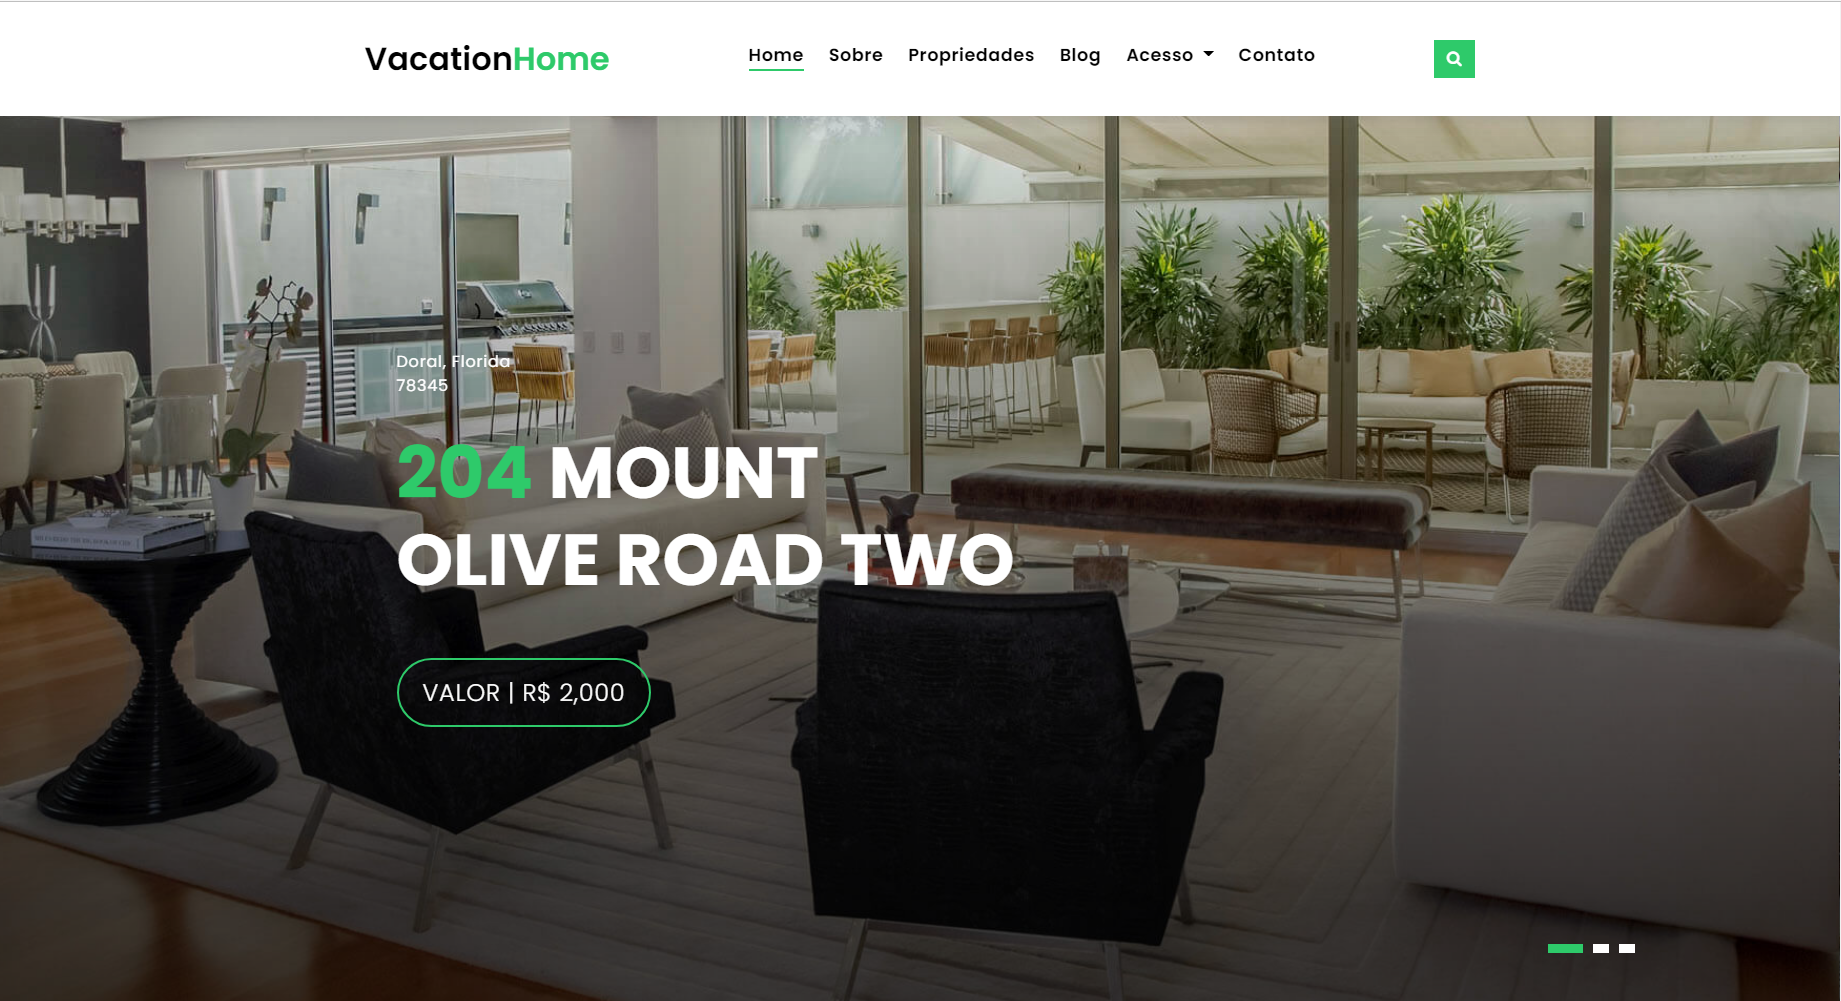 VacationHome
Home Sobre Propriedades Blog Acesso Contato
Doral, Florida
78345
204 MOUNT
OLIVE ROAD TWO
VALOR | R$ 2,000